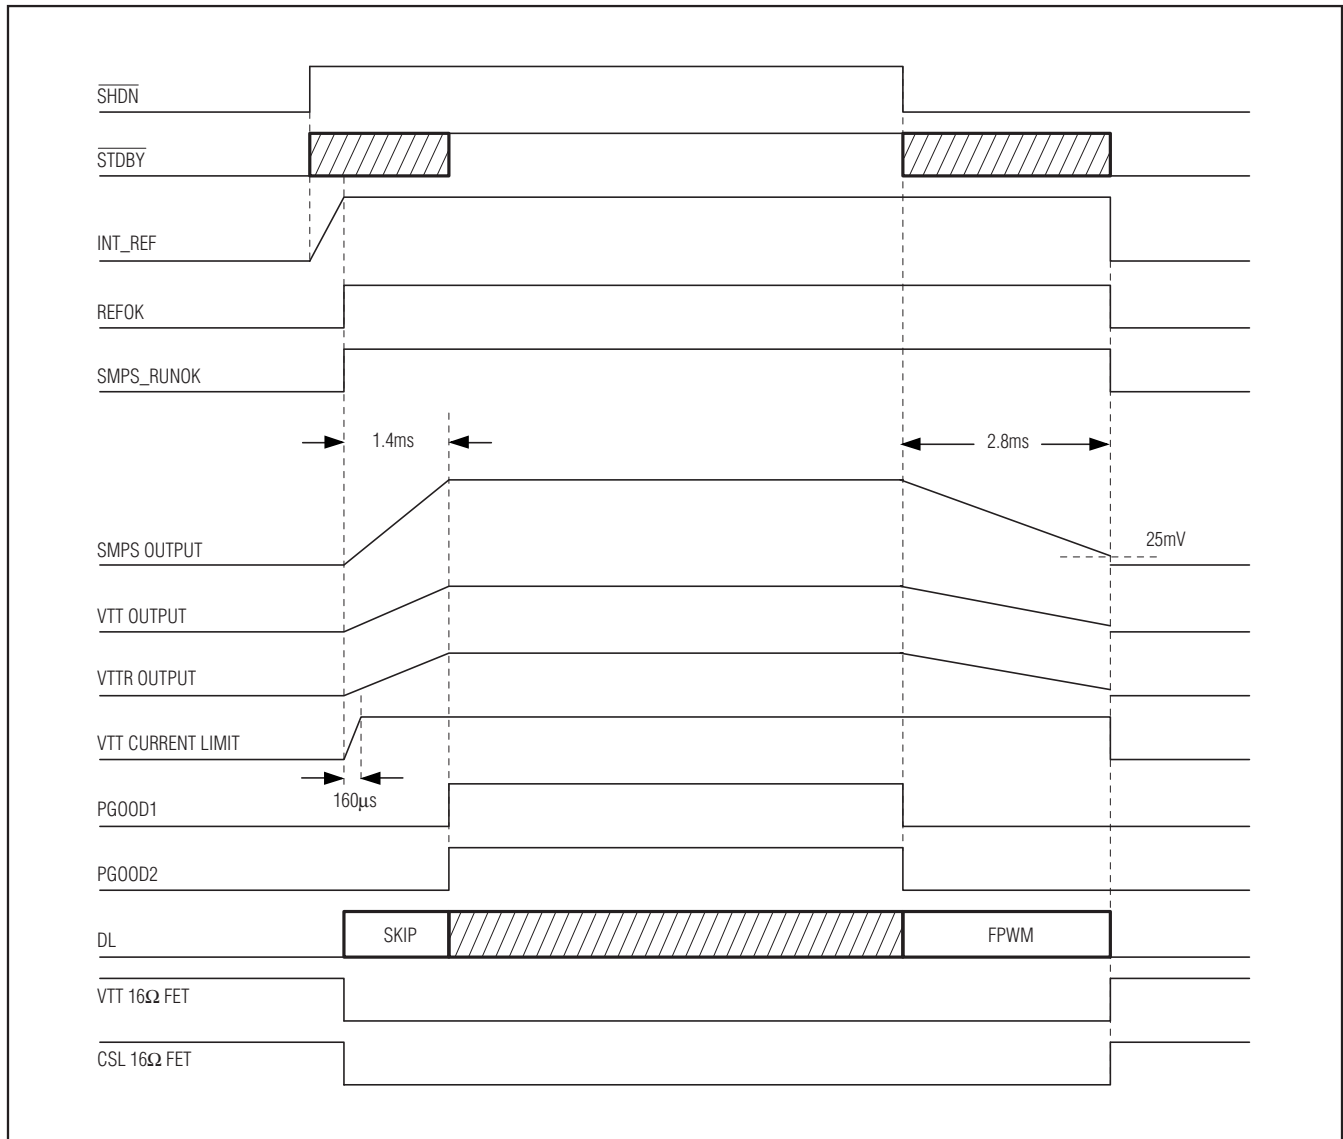 SHDN
STDBY
INT_REF
REFOK
SMPS_RUNOK
1.4ms
2.8ms
25mV
SMPS OUTPUT
VTT OUTPUT
VTTR OUTPUT
VTT CURRENT LIMIT
160μs
PGOOD1
PGOOD2
DL
SKIP
FPWM
VTT 16Ω FET
CSL 16Ω FET